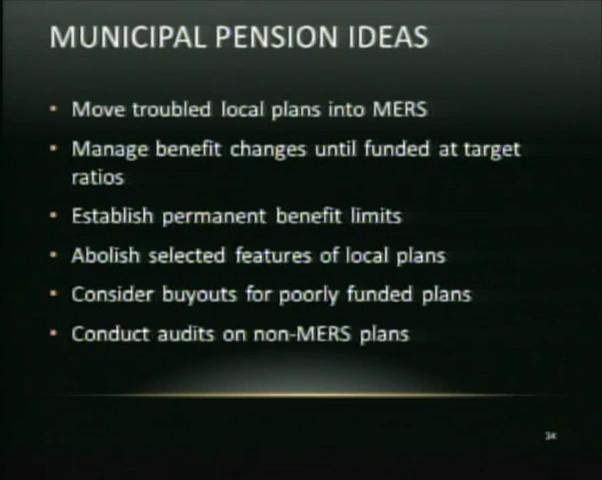 MUNICIPAL PENSION IDEAS
• Move troubled local plans into MERS
• Manage benefit changes until funded at target
ratios
• Establish permanent benefit limits
• Abolish selected features of local plans
• Consider buyouts for poorly funded plans
• Conduct audits on non-MERS plans
34